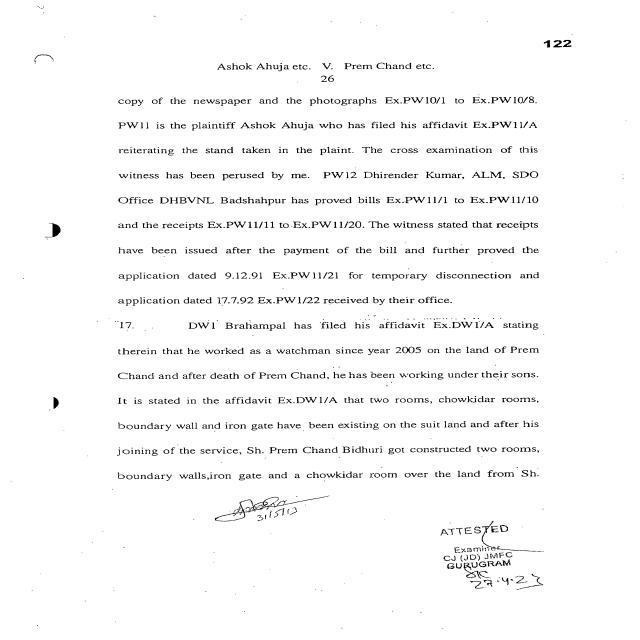 122
Ashok Ahuja etc. V. Prem Chand etc.
26
copy of the newspaper and the photographs Ex.PW10/1 to Ex.PW10/8.
PW11 is the plaintiff Ashok Ahuja who has filed his affidavit Ex.PW11/A
reiterating the stand taken in the plaint. The cross examination of this
witness has been perused by me. PW12 Dhirender Kumar, ALM, SDO
Office DHBVNL Badshahpur has proved bills Ex.PW11/1 to Ex.PW11/10
and the receipts Ex.PW11/11 to Ex.PW11/20. The witness stated that receipts
have been issued after the payment of the bill and further proved the
application dated 9.12.91 Ex.PW11/21 for temporary disconnection and
application dated 17.7.92 Ex.PW1/22 received by their office.
17. DW1 Brahampal has filed his affidavit Ex.DW1/A stating
therein that he worked as a watchman since year 2005 on the land of Prem
Chand and after death of Prem Chand, he has been working under their sons.
It is stated in the affidavit Ex.DW1/A that two rooms, chowkidar rooms,
boundary wall and iron gate have been existing on the suit land and after his
joining of the service, Sh. Prem Chand Bidhuri got constructed two rooms,
boundary walls,iron gate and a chowkidar room over the land from Sh.
31/5/13
ATTESTED
Examiner
CJ (JD) JMFC
GURUGRAM